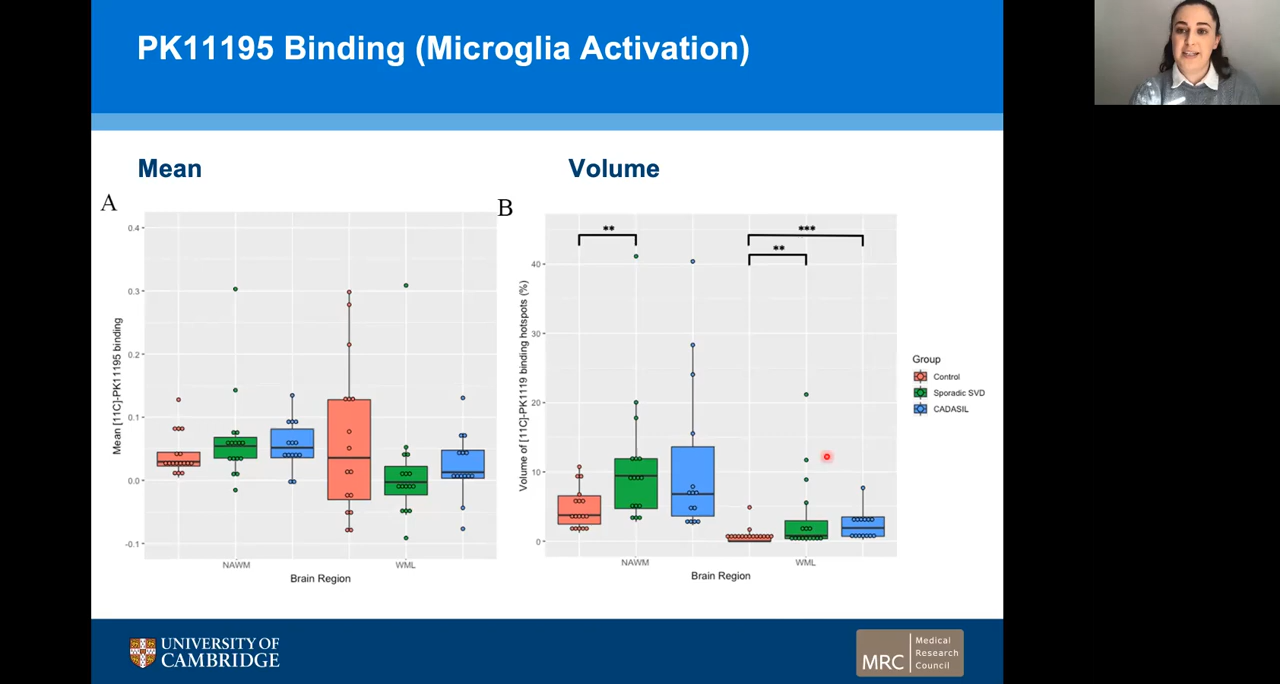 PK11195 Binding (Microglia Activation)
Mean
Volume
A
0.4
0.3
0.2
0.1
0.0
-0.1
Mean [11C]-PK11195 binding
NAWM
WML
Brain Region
B
**
***
**
40
30
20
10
0
Volume of [11C]-PK1119 binding hotspots (%)
NAWM
WML
Brain Region
Group
Control
Sporadic SVD
CADASIL
UNIVERSITY OF
CAMBRIDGE
MRC
Medical
Research
Council